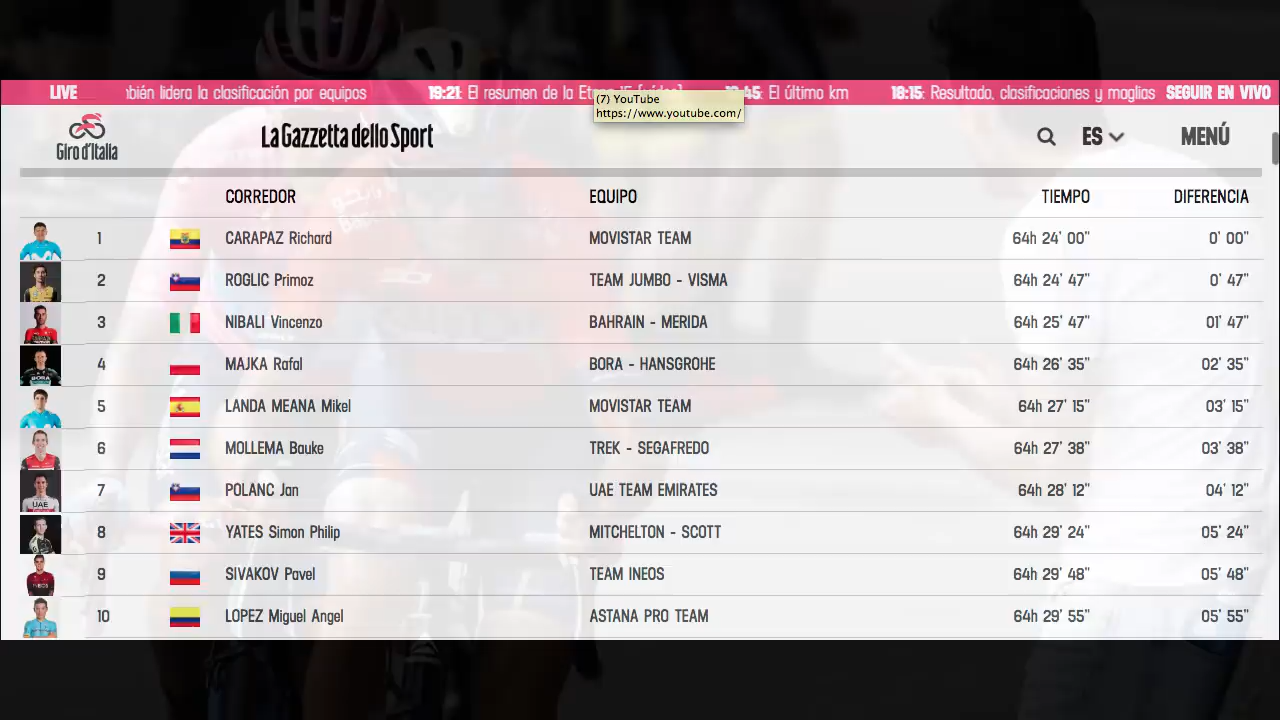 LIVE nbién lidera la clasificación por equipos 19:21: El resumen de la Etapa 15 [video] :45: El último km 18:15: Resultado, clasificaciones y maglias SEGUIR EN VIVO
(7) YouTube
https://www.youtube.com/
Giro d'Italia La Gazzetta dello Sport ES MENÚ
CORREDOR EQUIPO TIEMPO DIFERENCIA
1 CARAPAZ Richard MOVISTAR TEAM 64h 24' 00" 0' 00"
2 ROGLIC Primoz TEAM JUMBO - VISMA 64h 24' 47" 0' 47"
3 NIBALI Vincenzo BAHRAIN - MERIDA 64h 25' 47" 01' 47"
4 MAJKA Rafal BORA - HANSGROHE 64h 26' 35" 02' 35"
5 LANDA MEANA Mikel MOVISTAR TEAM 64h 27' 15" 03' 15"
6 MOLLEMA Bauke TREK - SEGAFREDO 64h 27' 38" 03' 38"
7 POLANC Jan UAE TEAM EMIRATES 64h 28' 12" 04' 12"
8 YATES Simon Philip MITCHELTON - SCOTT 64h 29' 24" 05' 24"
9 SIVAKOV Pavel TEAM INEOS 64h 29' 48" 05' 48"
10 LOPEZ Miguel Angel ASTANA PRO TEAM 64h 29' 55" 05' 55"